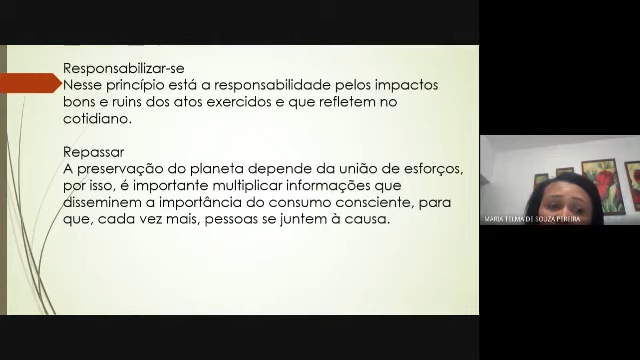 Responsabilizar-se
Nesse princípio está a responsabilidade pelos impactos
bons e ruins dos atos exercidos e que refletem no
cotidiano.
Repassar
A preservação do planeta depende da união de esforços,
por isso, é importante multiplicar informações que
disseminem a importância do consumo consciente, para
que, cada vez mais, pessoas se juntem à causa.
MARIA TELMA DE SOUZA PEREIRA